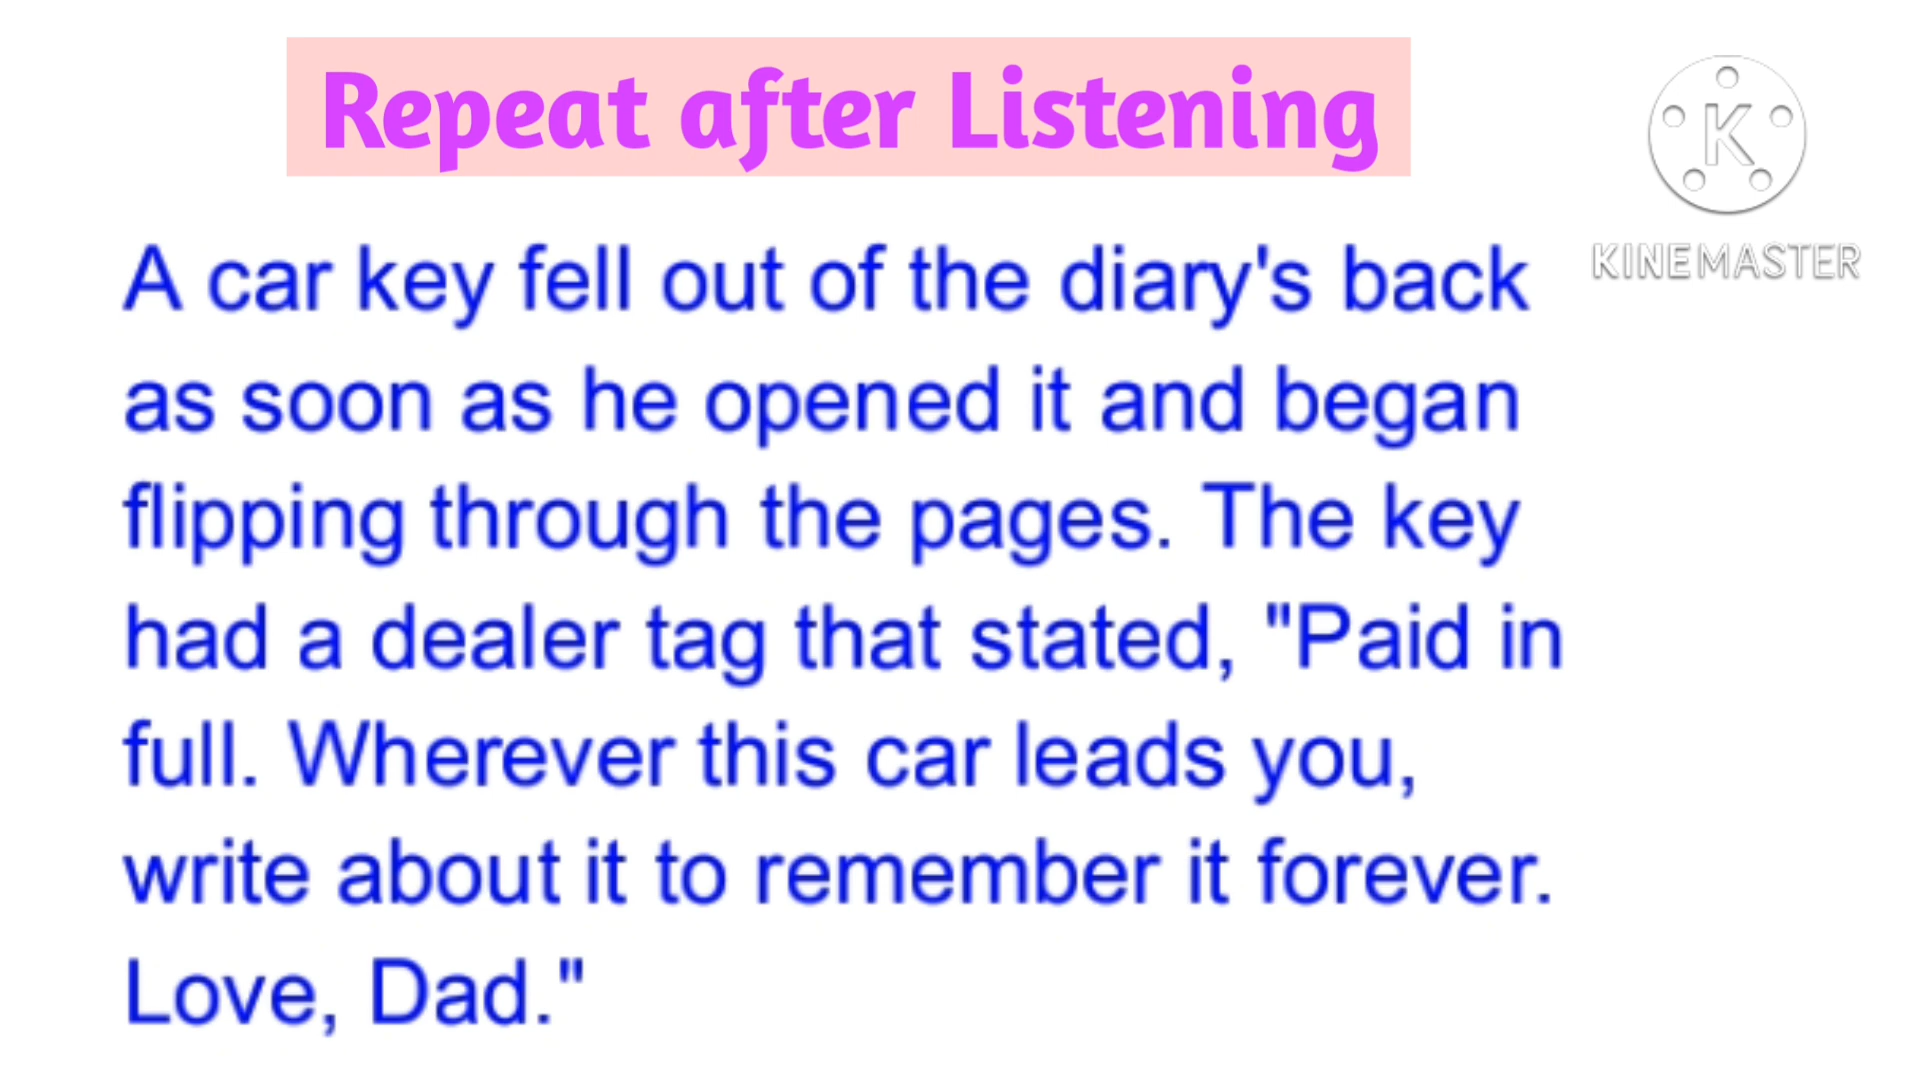 Repeat after Listening
K
KINEMASTER
A car key fell out of the diary's back
as soon as he opened it and began
flipping through the pages. The key
had a dealer tag that stated, "Paid in
full. Wherever this car leads you,
write about it to remember it forever.
Love, Dad."